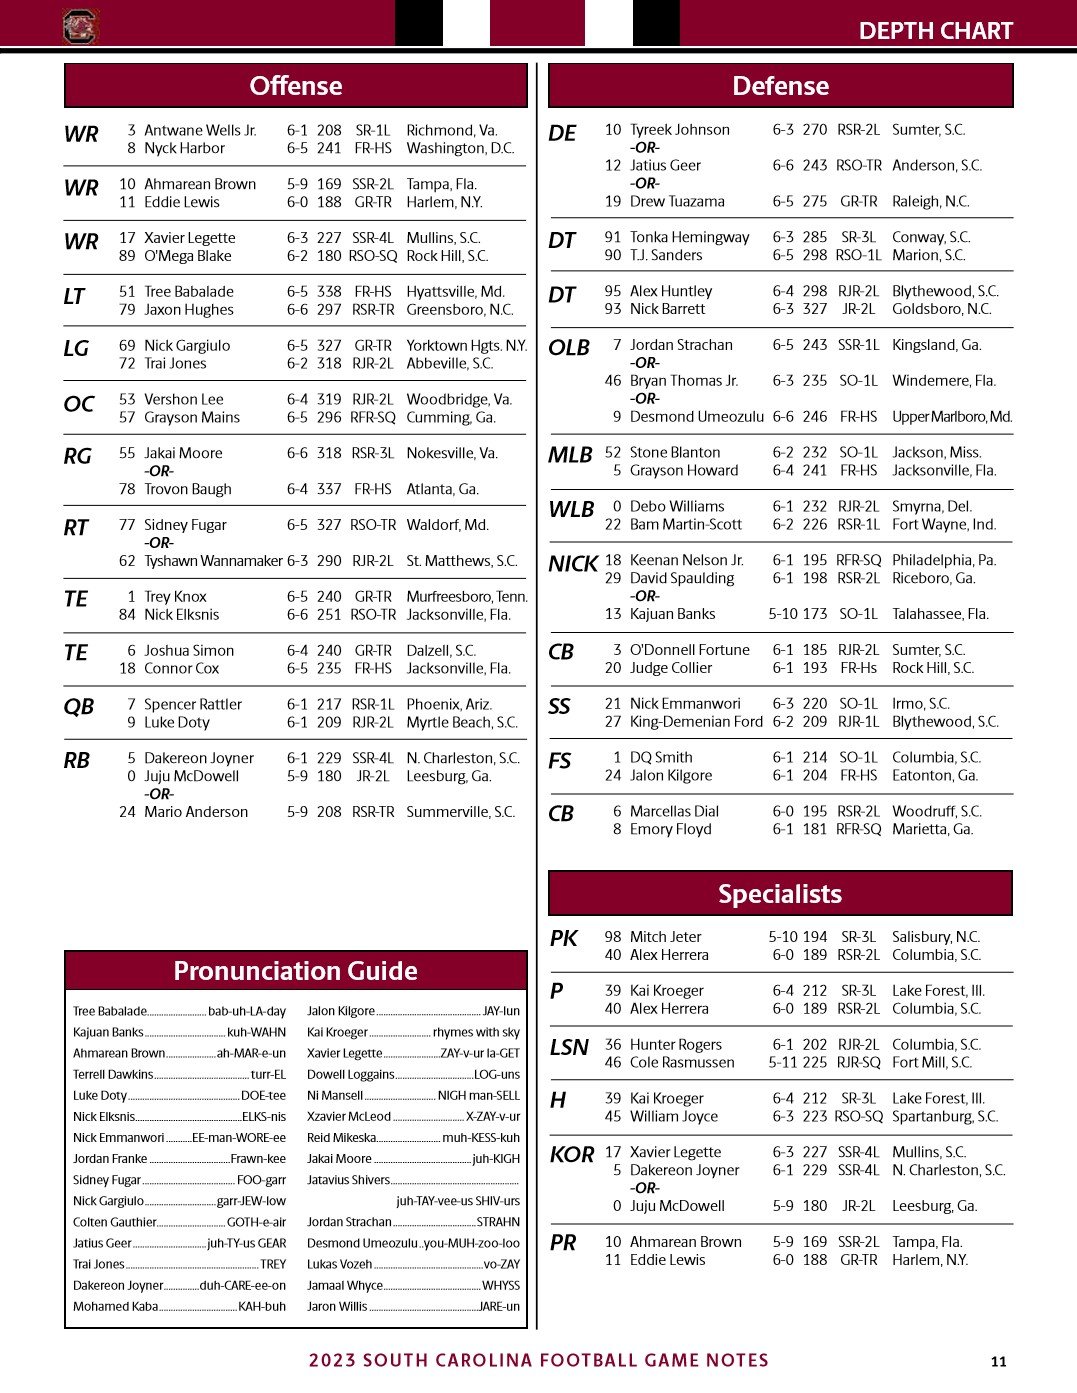 DEPTH CHART
Offense
WR 3 Antwane Wells Jr. 6-1 208 SR-1L Richmond, Va.
8 Nyck Harbor 6-5 241 FR-HS Washington, D.C.
WR 10 Ahmarean Brown 5-9 169 SSR-2L Tampa, Fla.
11 Eddie Lewis 6-0 188 GR-TR Harlem, N.Y.
WR 17 Xavier Legette 6-3 227 SSR-4L Mullins, S.C.
89 O'Mega Blake 6-2 180 RSO-SQ Rock Hill, S.C.
LT 51 Tree Babalade 6-5 338 FR-HS Hyattsville, Md.
79 Jaxon Hughes 6-6 297 RSR-TR Greensboro, N.C.
LG 69 Nick Gargiulo 6-5 327 GR-TR Yorktown Hgts. N.Y.
72 Trai Jones 6-2 318 RJR-2L Abbeville, S.C.
OC 53 Vershon Lee 6-4 319 RJR-2L Woodbridge, Va.
57 Grayson Mains 6-5 296 RFR-SQ Cumming, Ga.
RG 55 Jakai Moore 6-6 318 RSR-3L Nokesville, Va.
-OR-
78 Trovon Baugh 6-4 337 FR-HS Atlanta, Ga.
RT 77 Sidney Fugar 6-5 327 RSO-TR Waldorf, Md.
-OR-
62 Tyshawn Wannamaker 6-3 290 RJR-2L St. Matthews, S.C.
TE 1 Trey Knox 6-5 240 GR-TR Murfreesboro, Tenn.
84 Nick Elksnis 6-6 251 RSO-TR Jacksonville, Fla.
TE 6 Joshua Simon 6-4 240 GR-TR Dalzell, S.C.
18 Connor Cox 6-5 235 FR-HS Jacksonville, Fla.
QB 7 Spencer Rattler 6-1 217 RSR-1L Phoenix, Ariz.
9 Luke Doty 6-1 209 RJR-2L Myrtle Beach, S.C.
RB 5 Dakereon Joyner 6-1 229 SSR-4L N. Charleston, S.C.
0 Juju McDowell 5-9 180 JR-2L Leesburg, Ga.
-OR-
24 Mario Anderson 5-9 208 RSR-TR Summerville, S.C.
Pronunciation Guide
Tree Babalade......................... bab-uh-LA-day
Kajuan Banks.................................. kuh-WAHN
Ahmarean Brown.....................ah-MAR-e-un
Terrell Dawkins........................................ turr-EL
Luke Doty............................................... DOE-tee
Nick Elksnis.............................................ELKS-nis
Nick Emmanwori...........EE-man-WORE-ee
Jordan Franke..................................Frawn-kee
Sidney Fugar....................................... FOO-garr
Nick Gargiulo..............................garr-JEW-low
Colten Gauthier............................ GOTH-e-air
Jatius Geer...............................juh-TY-us GEAR
Trai Jones........................................................ TREY
Dakereon Joyner...............duh-CARE-ee-on
Mohamed Kaba.................................KAH-buh
Jalon Kilgore............................................JAY-lun
Kai Kroeger.......................... rhymes with sky
Xavier Legette........................ZAY-v-ur la-GET
Dowell Loggains.................................LOG-uns
Ni Mansell.............................. NIGH man-SELL
Xzavier McLeod.............................. X-ZAY-v-ur
Reid Mikeska........................... muh-KESS-kuh
Jakai Moore.........................................juh-KIGH
Jatavius Shivers......................................................
juh-TAY-vee-us SHIV-urs
Jordan Strachan...................................STRAHN
Desmond Umeozulu..you-MUH-zoo-loo
Lukas Vozeh..............................................vo-ZAY
Jamaal Whyce......................................... WHYSS
Jaron Willis..............................................JARE-un
Defense
DE 10 Tyreek Johnson 6-3 270 RSR-2L Sumter, S.C.
-OR-
12 Jatius Geer 6-6 243 RSO-TR Anderson, S.C.
-OR-
19 Drew Tuazama 6-5 275 GR-TR Raleigh, N.C.
DT 91 Tonka Hemingway 6-3 285 SR-3L Conway, S.C.
90 T.J. Sanders 6-5 298 RSO-1L Marion, S.C.
DT 95 Alex Huntley 6-4 298 RJR-2L Blythewood, S.C.
93 Nick Barrett 6-3 327 JR-2L Goldsboro, N.C.
OLB 7 Jordan Strachan 6-5 243 SSR-1L Kingsland, Ga.
-OR-
46 Bryan Thomas Jr. 6-3 235 SO-1L Windemere, Fla.
-OR-
9 Desmond Umeozulu 6-6 246 FR-HS Upper Marlboro, Md.
MLB 52 Stone Blanton 6-2 232 SO-1L Jackson, Miss.
5 Grayson Howard 6-4 241 FR-HS Jacksonville, Fla.
WLB 0 Debo Williams 6-1 232 RJR-2L Smyrna, Del.
22 Bam Martin-Scott 6-2 226 RSR-1L Fort Wayne, Ind.
NICK 18 Keenan Nelson Jr. 6-1 195 RFR-SQ Philadelphia, Pa.
29 David Spaulding 6-1 198 RSR-2L Riceboro, Ga.
-OR-
13 Kajuan Banks 5-10 173 SO-1L Talahassee, Fla.
CB 3 O'Donnell Fortune 6-1 185 RJR-2L Sumter, S.C.
20 Judge Collier 6-1 193 FR-Hs Rock Hill, S.C.
SS 21 Nick Emmanwori 6-3 220 SO-1L Irmo, S.C.
27 King-Demenian Ford 6-2 209 RJR-1L Blythewood, S.C.
FS 1 DQ Smith 6-1 214 SO-1L Columbia, S.C.
24 Jalon Kilgore 6-1 204 FR-HS Eatonton, Ga.
CB 6 Marcellas Dial 6-0 195 RSR-2L Woodruff, S.C.
8 Emory Floyd 6-1 181 RFR-SQ Marietta, Ga.
Specialists
PK 98 Mitch Jeter 5-10 194 SR-3L Salisbury, N.C.
40 Alex Herrera 6-0 189 RSR-2L Columbia, S.C.
P 39 Kai Kroeger 6-4 212 SR-3L Lake Forest, Ill.
40 Alex Herrera 6-0 189 RSR-2L Columbia, S.C.
LSN 36 Hunter Rogers 6-1 202 RJR-2L Columbia, S.C.
46 Cole Rasmussen 5-11 225 RJR-SQ Fort Mill, S.C.
H 39 Kai Kroeger 6-4 212 SR-3L Lake Forest, Ill.
45 William Joyce 6-3 223 RSO-SQ Spartanburg, S.C.
KOR 17 Xavier Legette 6-3 227 SSR-4L Mullins, S.C.
5 Dakereon Joyner 6-1 229 SSR-4L N. Charleston, S.C.
-OR-
0 Juju McDowell 5-9 180 JR-2L Leesburg, Ga.
PR 10 Ahmarean Brown 5-9 169 SSR-2L Tampa, Fla.
11 Eddie Lewis 6-0 188 GR-TR Harlem, N.Y.
2023 SOUTH CAROLINA FOOTBALL GAME NOTES
11